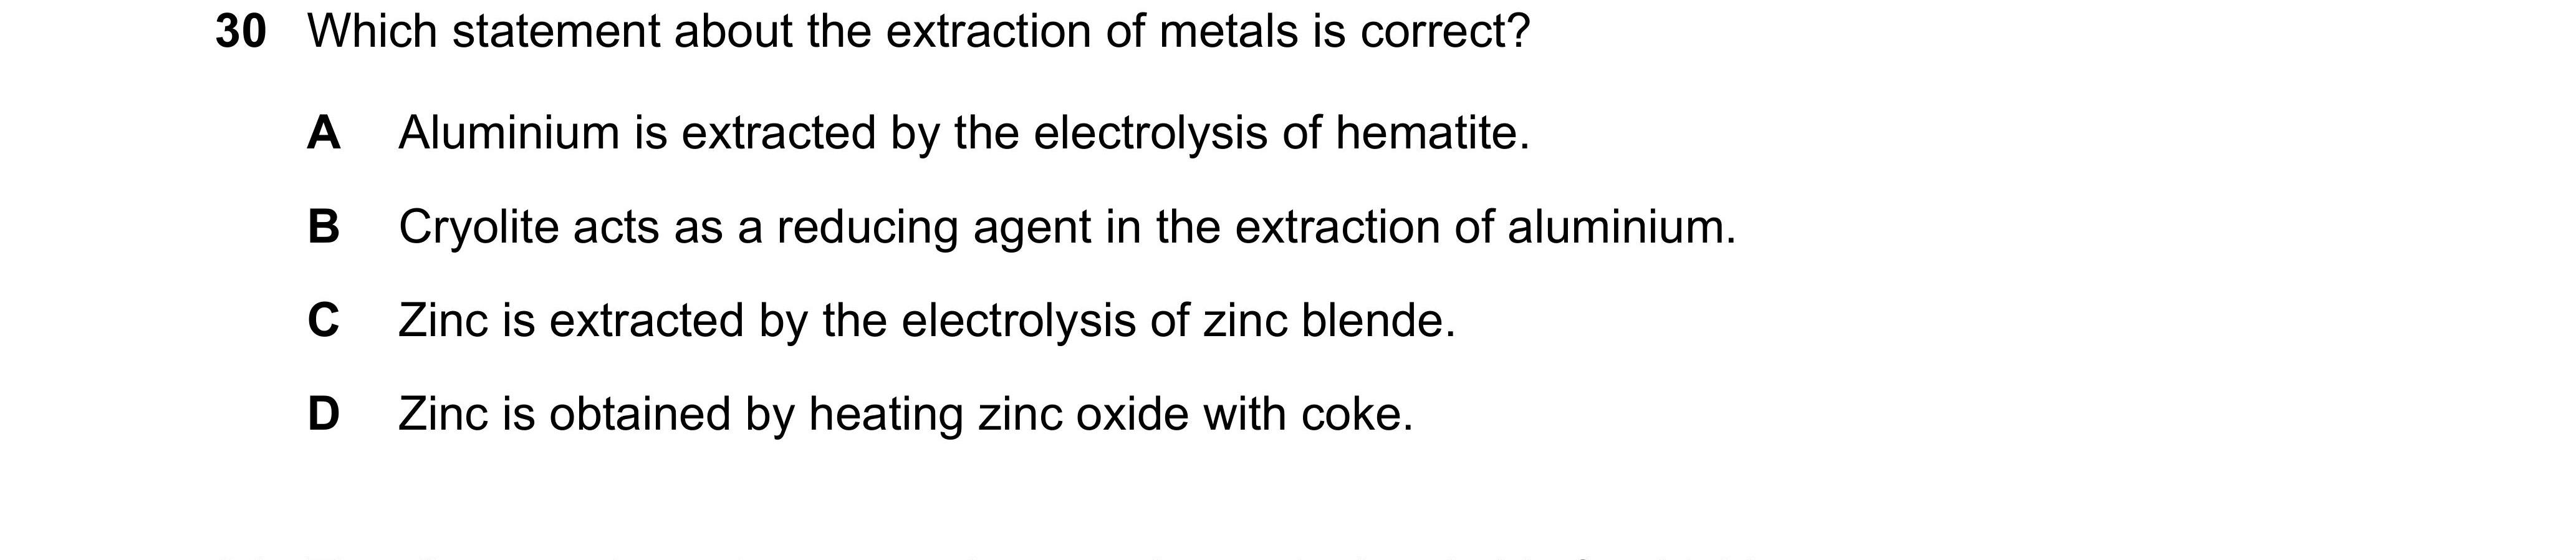 30 Which statement about the extraction of metals is correct?
A Aluminium is extracted by the electrolysis of hematite.
B Cryolite acts as a reducing agent in the extraction of aluminium.
C Zinc is extracted by the electrolysis of zinc blende.
D Zinc is obtained by heating zinc oxide with coke.